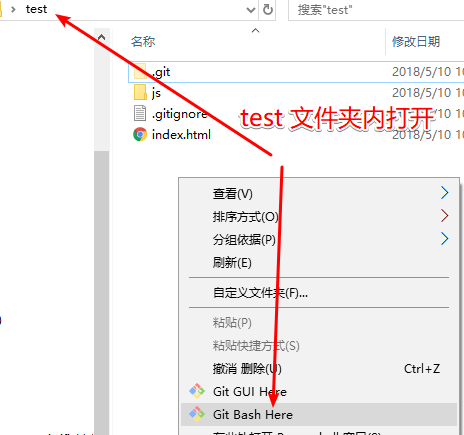 test
搜索"test"
名称
修改日期
.git
2018/5/10 10
js
2018/5/10 10
.gitignore
2018/5/10 10
index.html
2018/5/10 10
test 文件夹内打开
查看(V)
排序方式(O)
分组依据(P)
刷新(E)
自定义文件夹(F)...
粘贴(P)
粘贴快捷方式(S)
撤消 删除(U)
Ctrl+Z
Git GUI Here
Git Bash Here